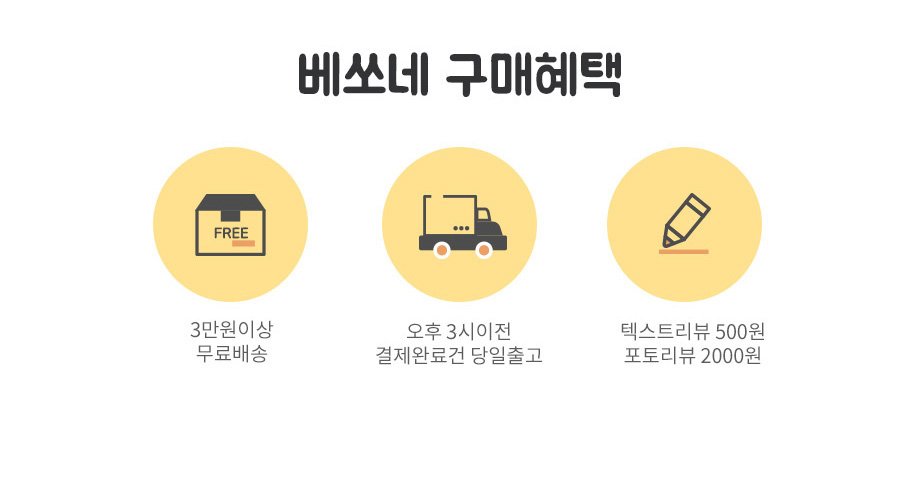 베쏘네 구매혜택
FREE
3만원이상
무료배송
오후 3시이전
결제완료건 당일출고
텍스트리뷰 500원
포토리뷰 2000원